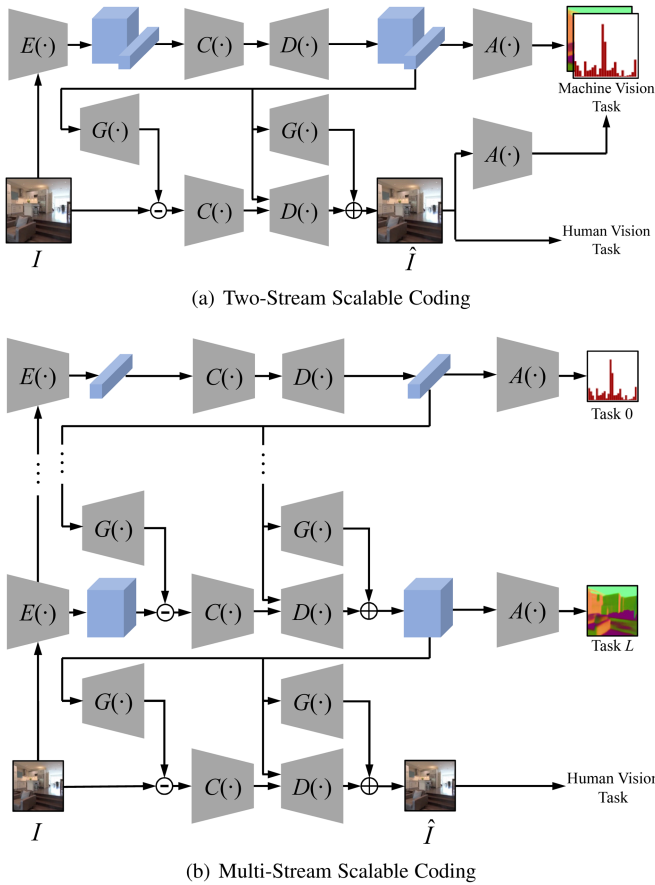 E(·) C(·) D(·) A(·)
Machine Vision
Task
G(·) G(·) A(·)
C(·) D(·)
Human Vision
Task
I Î
(a) Two-Stream Scalable Coding
E(·) C(·) D(·) A(·)
Task 0
G(·) G(·)
E(·) C(·) D(·) A(·)
Task L
G(·) G(·)
C(·) D(·)
Human Vision
Task
I Î
(b) Multi-Stream Scalable Coding